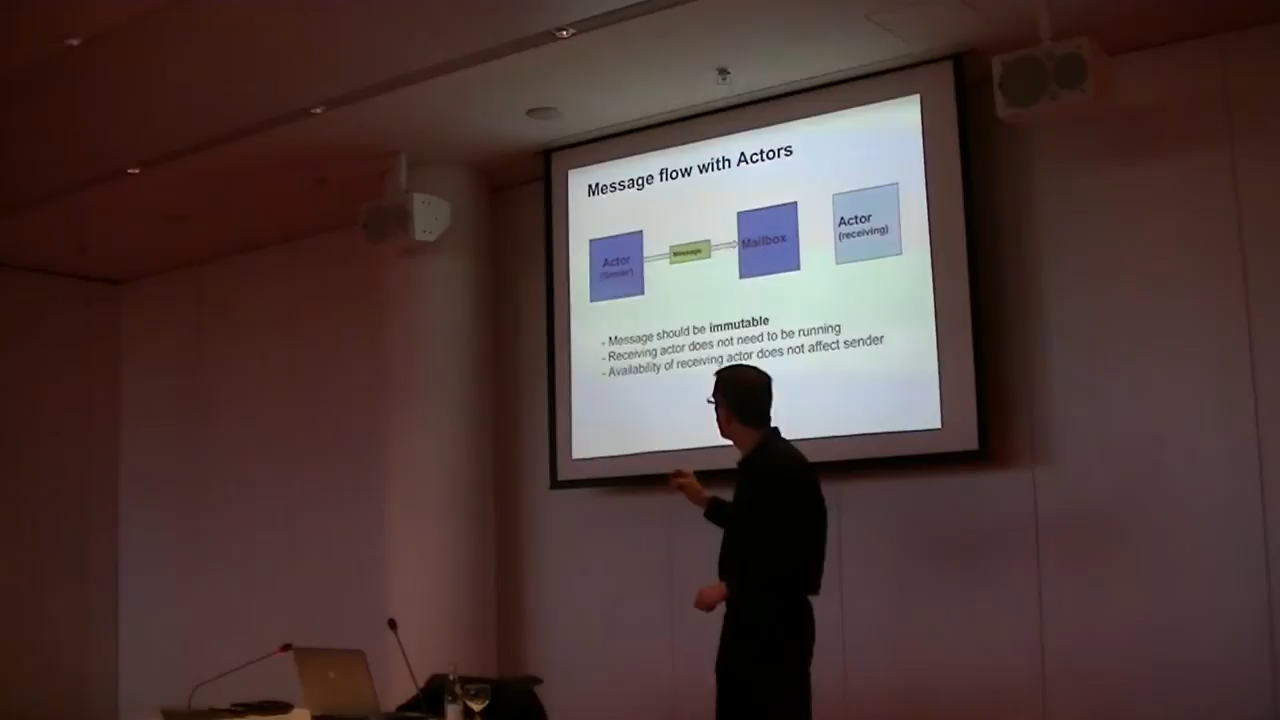 Message flow with Actors
Actor
(Sender)
Message
Mailbox
Actor
(receiving)
- Message should be immutable
- Receiving actor does not need to be running
- Availability of receiving actor does not affect sender